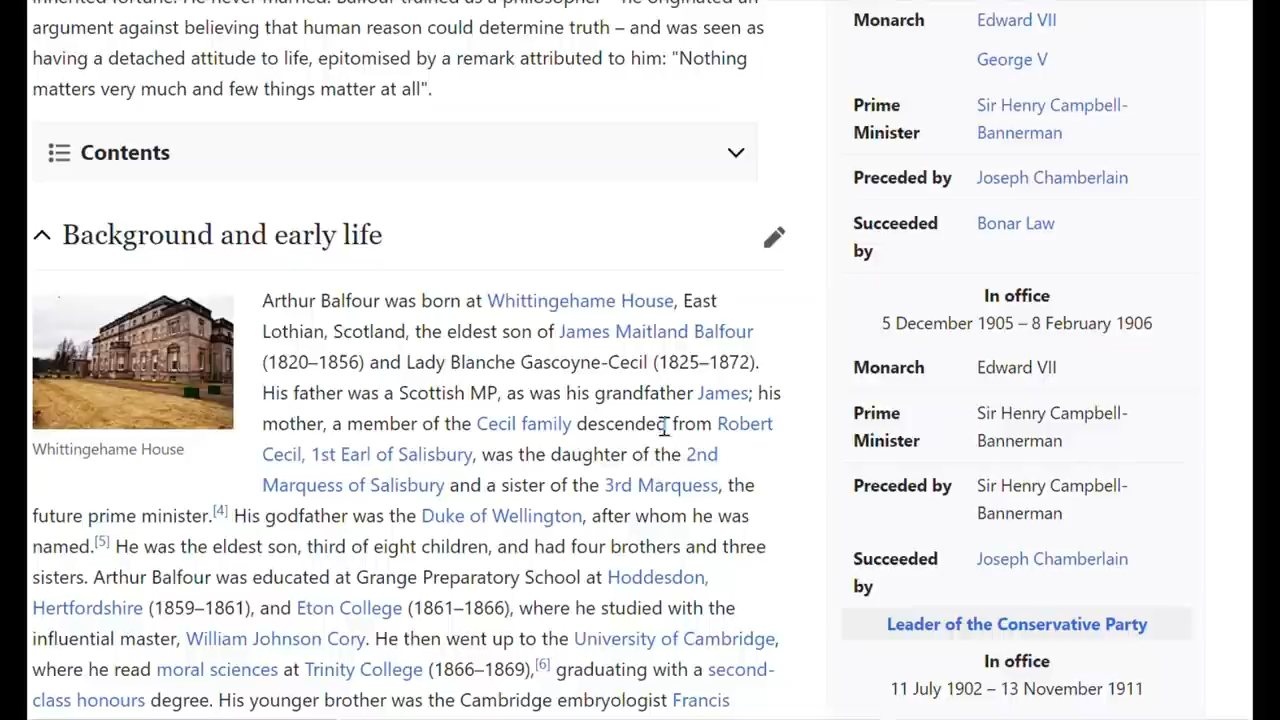 inherited fortune. He never married. Balfour trained as a philosopher – he originated an
argument against believing that human reason could determine truth – and was seen as
having a detached attitude to life, epitomised by a remark attributed to him: "Nothing
matters very much and few things matter at all".
Contents
Background and early life
Whittingehame House
Arthur Balfour was born at Whittingehame House, East
Lothian, Scotland, the eldest son of James Maitland Balfour
(1820–1856) and Lady Blanche Gascoyne-Cecil (1825–1872).
His father was a Scottish MP, as was his grandfather James; his
mother, a member of the Cecil family descended from Robert
Cecil, 1st Earl of Salisbury, was the daughter of the 2nd
Marquess of Salisbury and a sister of the 3rd Marquess, the
future prime minister.[4] His godfather was the Duke of Wellington, after whom he was
named.[5] He was the eldest son, third of eight children, and had four brothers and three
sisters. Arthur Balfour was educated at Grange Preparatory School at Hoddesdon,
Hertfordshire (1859–1861), and Eton College (1861–1866), where he studied with the
influential master, William Johnson Cory. He then went up to the University of Cambridge,
where he read moral sciences at Trinity College (1866–1869),[6] graduating with a second-
class honours degree. His younger brother was the Cambridge embryologist Francis
Monarch Edward VII
George V
Prime Sir Henry Campbell-
Minister Bannerman
Preceded by Joseph Chamberlain
Succeeded Bonar Law
by
In office
5 December 1905 – 8 February 1906
Monarch Edward VII
Prime Sir Henry Campbell-
Minister Bannerman
Preceded by Sir Henry Campbell-
Bannerman
Succeeded Joseph Chamberlain
by
Leader of the Conservative Party
In office
11 July 1902 – 13 November 1911